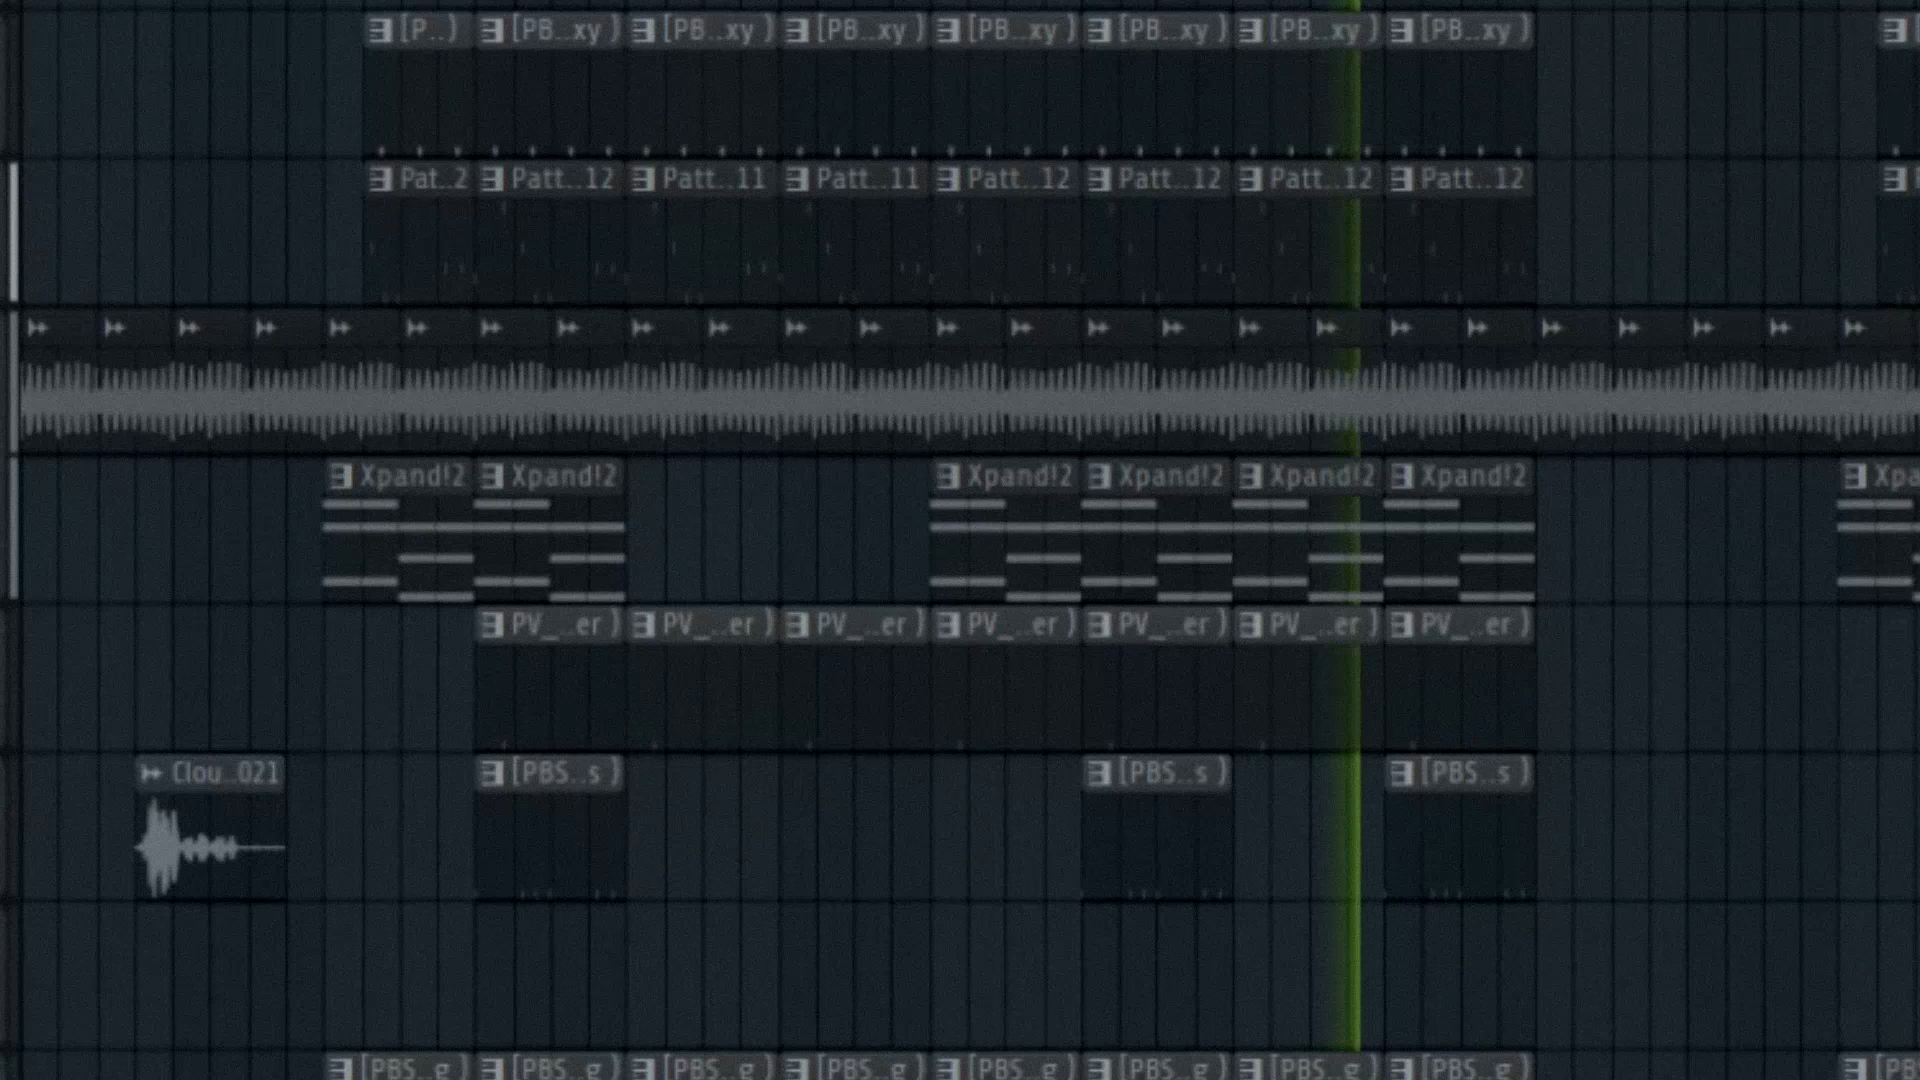 [P..) [PB..xy ) [PB..xy ) [PB..xy ) [PB..xy ) [PB..xy ) [PB..xy ) [PB..xy )
Pat..2 Patt..12 Patt..11 Patt..11 Patt..12 Patt..12 Patt..12 Patt..12
Xpand!2 Xpand!2 Xpand!2 Xpand!2 Xpand!2 Xpand!2 Xpa
PV_..er ) PV_..er ) PV_..er ) PV_..er ) PV_..er ) PV_..er ) PV_..er )
Clou..021 [PBS..s ) [PBS..s ) [PBS..s )
[PBS..g ) [PBS..g ) [PBS..g ) [PBS..g ) [PBS..g ) [PBS..g ) [PBS..g ) [PBS..g ) [PB